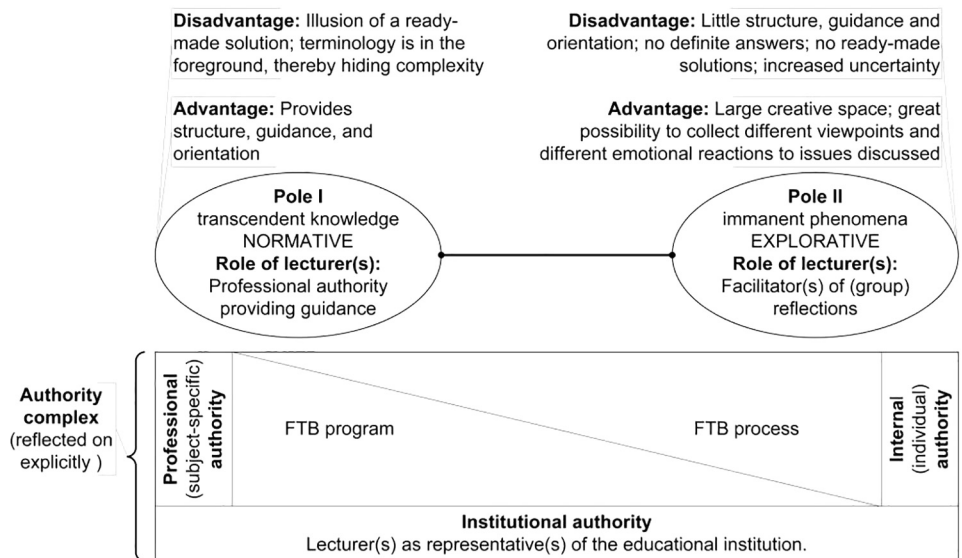 Disadvantage: Illusion of a ready-
made solution; terminology is in the
foreground, thereby hiding complexity
Disadvantage: Little structure, guidance and
orientation; no definite answers; no ready-made
solutions; increased uncertainty
Advantage: Provides
structure, guidance, and
orientation
Advantage: Large creative space; great
possibility to collect different viewpoints and
different emotional reactions to issues discussed
Pole I
transcendent knowledge
NORMATIVE
Role of lecturer(s):
Professional authority
providing guidance
Pole II
immanent phenomena
EXPLORATIVE
Role of lecturer(s):
Facilitator(s) of (group)
reflections
Authority
complex
(reflected on
explicitly )
Professional
(subject-specific)
authority
FTB program
FTB process
Internal
(individual)
authority
Institutional authority
Lecturer(s) as representative(s) of the educational institution.